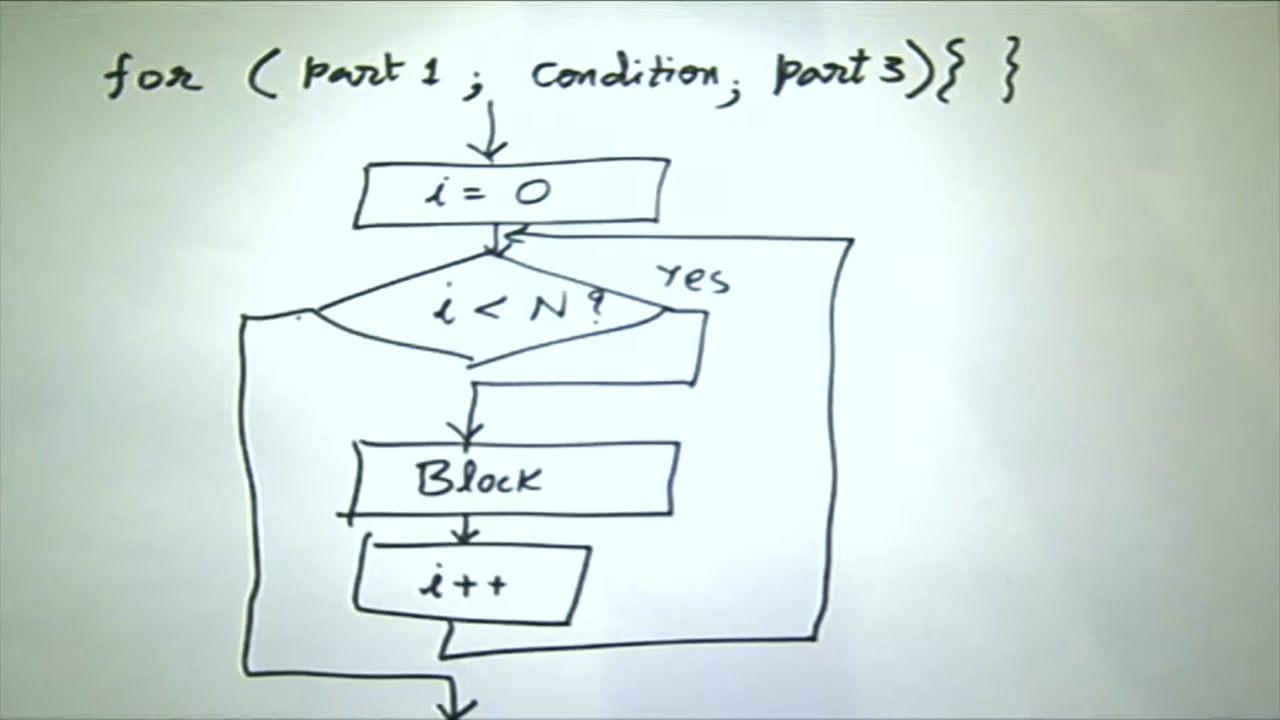 for ( part 1 ; condition; part 3){ }
i = 0
Yes
i < N ?
Block
i++